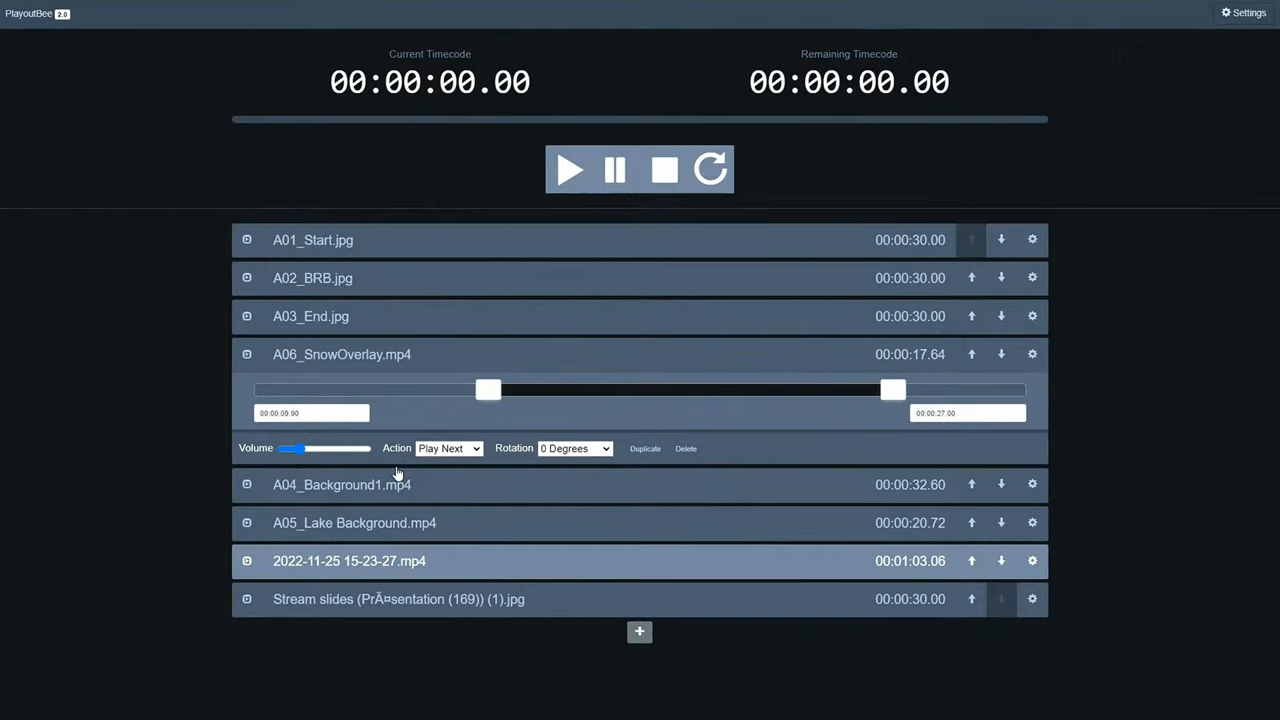 PlayoutBee 2.0
Settings
Current Timecode
Remaining Timecode
00:00:00.00
00:00:00.00
A01_Start.jpg 00:00:30.00
A02_BRB.jpg 00:00:30.00
A03_End.jpg 00:00:30.00
A06_SnowOverlay.mp4 00:00:17.64
00:00:09.90 00:00:27.00
Volume Action Play Next Rotation 0 Degrees Duplicate Delete
A04_Background1.mp4 00:00:32.60
A05_Lake Background.mp4 00:00:20.72
2022-11-25 15-23-27.mp4 00:01:03.06
Stream slides (PrÃ¤sentation (169)) (1).jpg 00:00:30.00